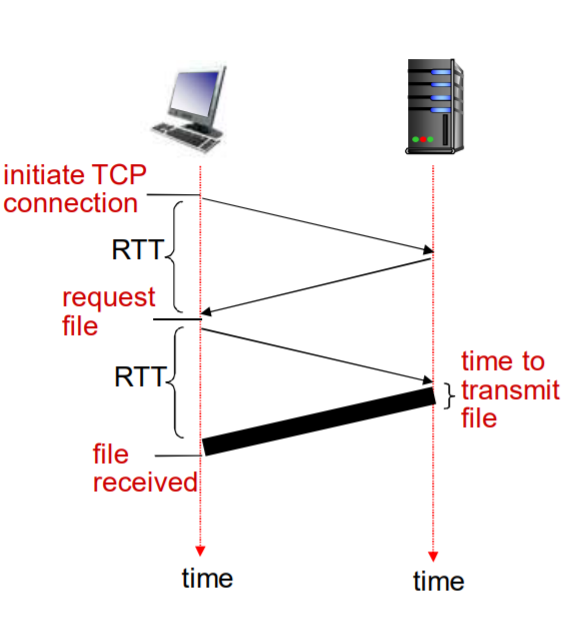 initiate TCP
connection
RTT
request
file
RTT
time to
transmit
file
file
received
time
time